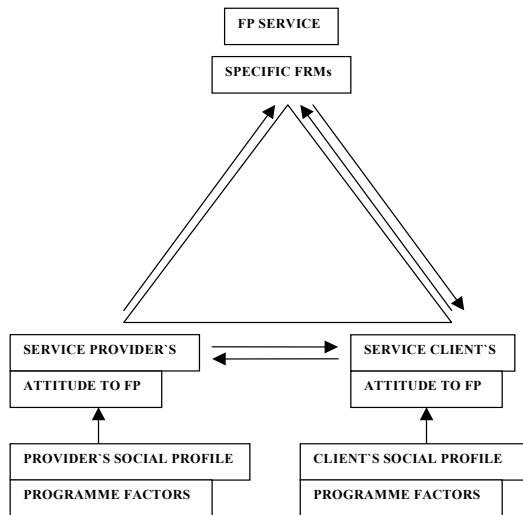 FP SERVICE
SPECIFIC FRMs
SERVICE PROVIDER`S
ATTITUDE TO FP
SERVICE CLIENT`S
ATTITUDE TO FP
PROVIDER`S SOCIAL PROFILE
PROGRAMME FACTORS
CLIENT`S SOCIAL PROFILE
PROGRAMME FACTORS